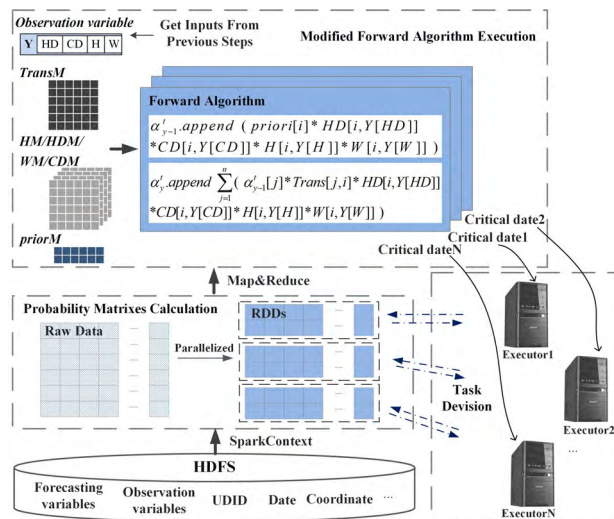 Observation variable
Y HD CD H W
Get Inputs From
Previous Steps
Modified Forward Algorithm Execution
TransM
HM/HDM/
WM/CDM
priorM
Forward Algorithm
α^t_{y-1}.append ( priori[i]* HD[i,Y[HD]]
*CD[i,Y[CD]]* H[i,Y[H]]*W[i,Y[W]] )
α^t_y.append ∑^n_{j=1}( α^t_{y-1}[j]*Trans[j,i]*HD[i,Y[HD]]
*CD[i,Y[CD]]*H[i,Y[H]]*W[i,Y[W]] )
Critical date2
Critical date1
Critical dateN
Map&Reduce
Probability Matrixes Calculation
Raw Data
...
...
Parallelized
RDDs
...
...
...
...
...
...
Executor1
Task
Devision
Executor2
...
ExecutorN
SparkContext
HDFS
Forecasting
variables
Observation
variables
UDID
Date
Coordinate
...